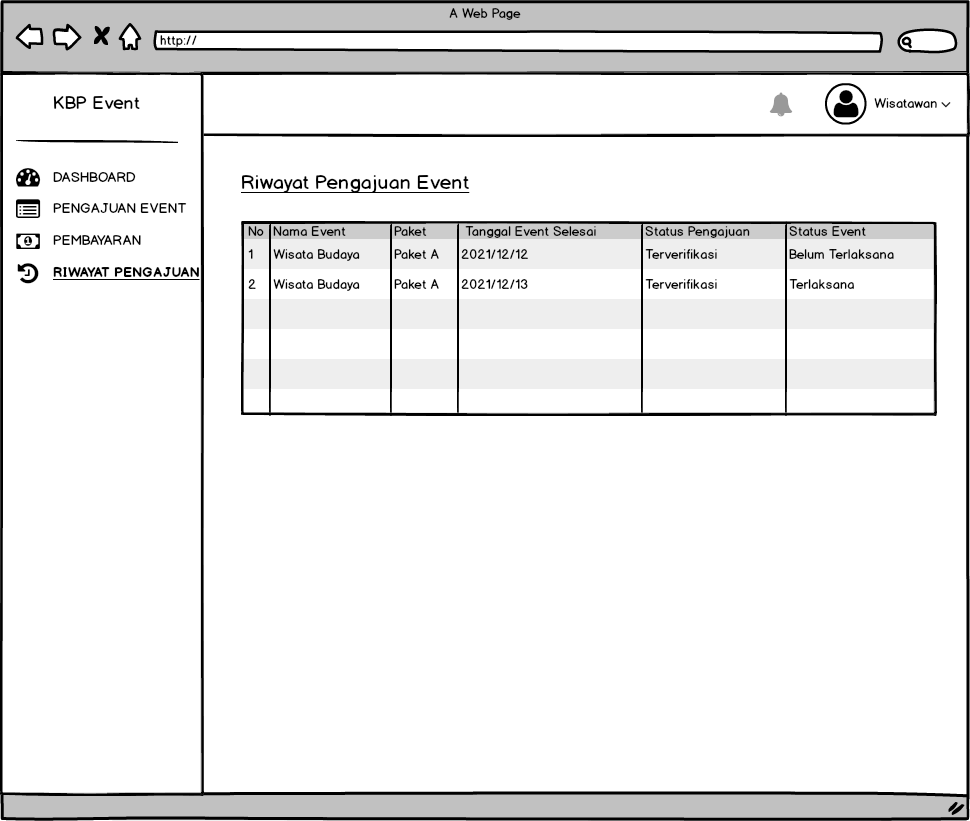 A Web Page
http://
KBP Event
Wisatawan
DASHBOARD
PENGAJUAN EVENT
PEMBAYARAN
RIWAYAT PENGAJUAN
Riwayat Pengajuan Event
No Nama Event Paket Tanggal Event Selesai Status Pengajuan Status Event
1 Wisata Budaya Paket A 2021/12/12 Terverifikasi Belum Terlaksana
2 Wisata Budaya Paket A 2021/12/13 Terverifikasi Terlaksana